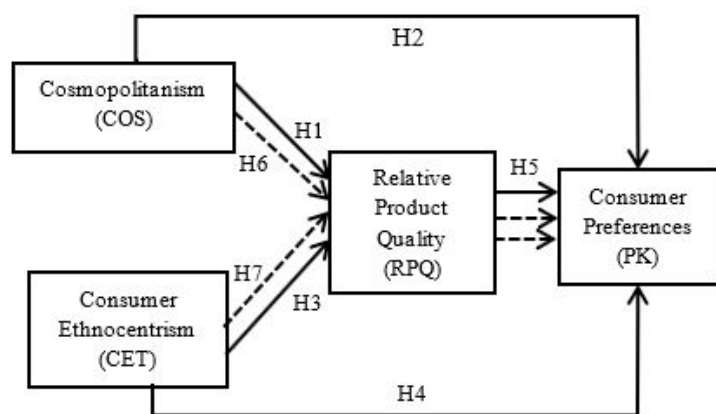 H2
Cosmopolitanism
(COS)
H1
H6
Relative
Product
Quality
(RPQ)
H5
Consumer
Preferences
(PK)
H7
H3
Consumer
Ethnocentrism
(CET)
H4